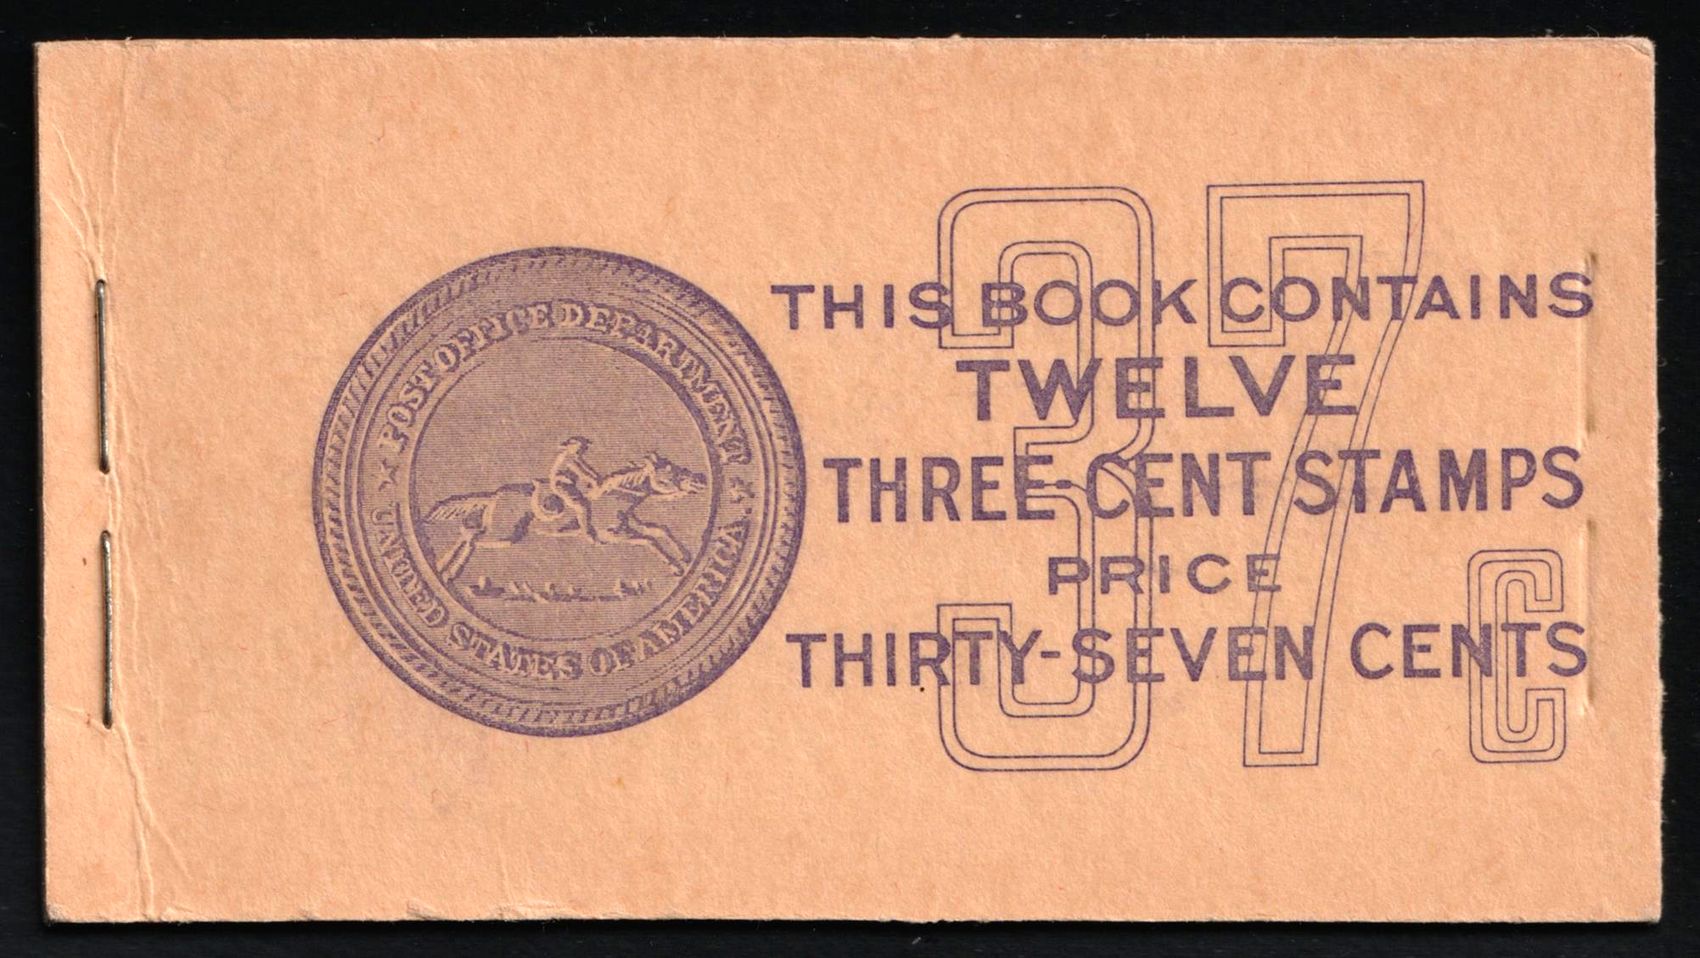 POST OFFICE DEPARTMENT
UNITED STATES OF AMERICA
37c
THIS BOOK CONTAINS
TWELVE
THREE-CENT STAMPS
PRICE
THIRTY-SEVEN CENTS